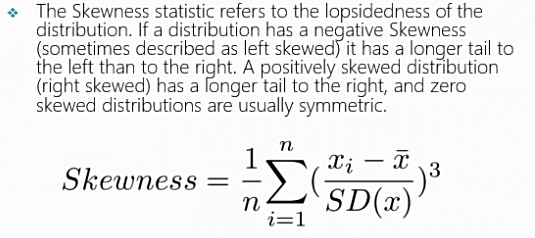 ❖ The Skewness statistic refers to the lopsidedness of the
distribution. If a distribution has a negative Skewness
(sometimes described as left skewed) it has a longer tail to
the left than to the right. A positively skewed distribution
(right skewed) has a longer tail to the right, and zero
skewed distributions are usually symmetric.
Skewness = \frac{1}{n} \sum_{i=1}^{n} (\frac{x_i - \bar{x}}{SD(x)})^3